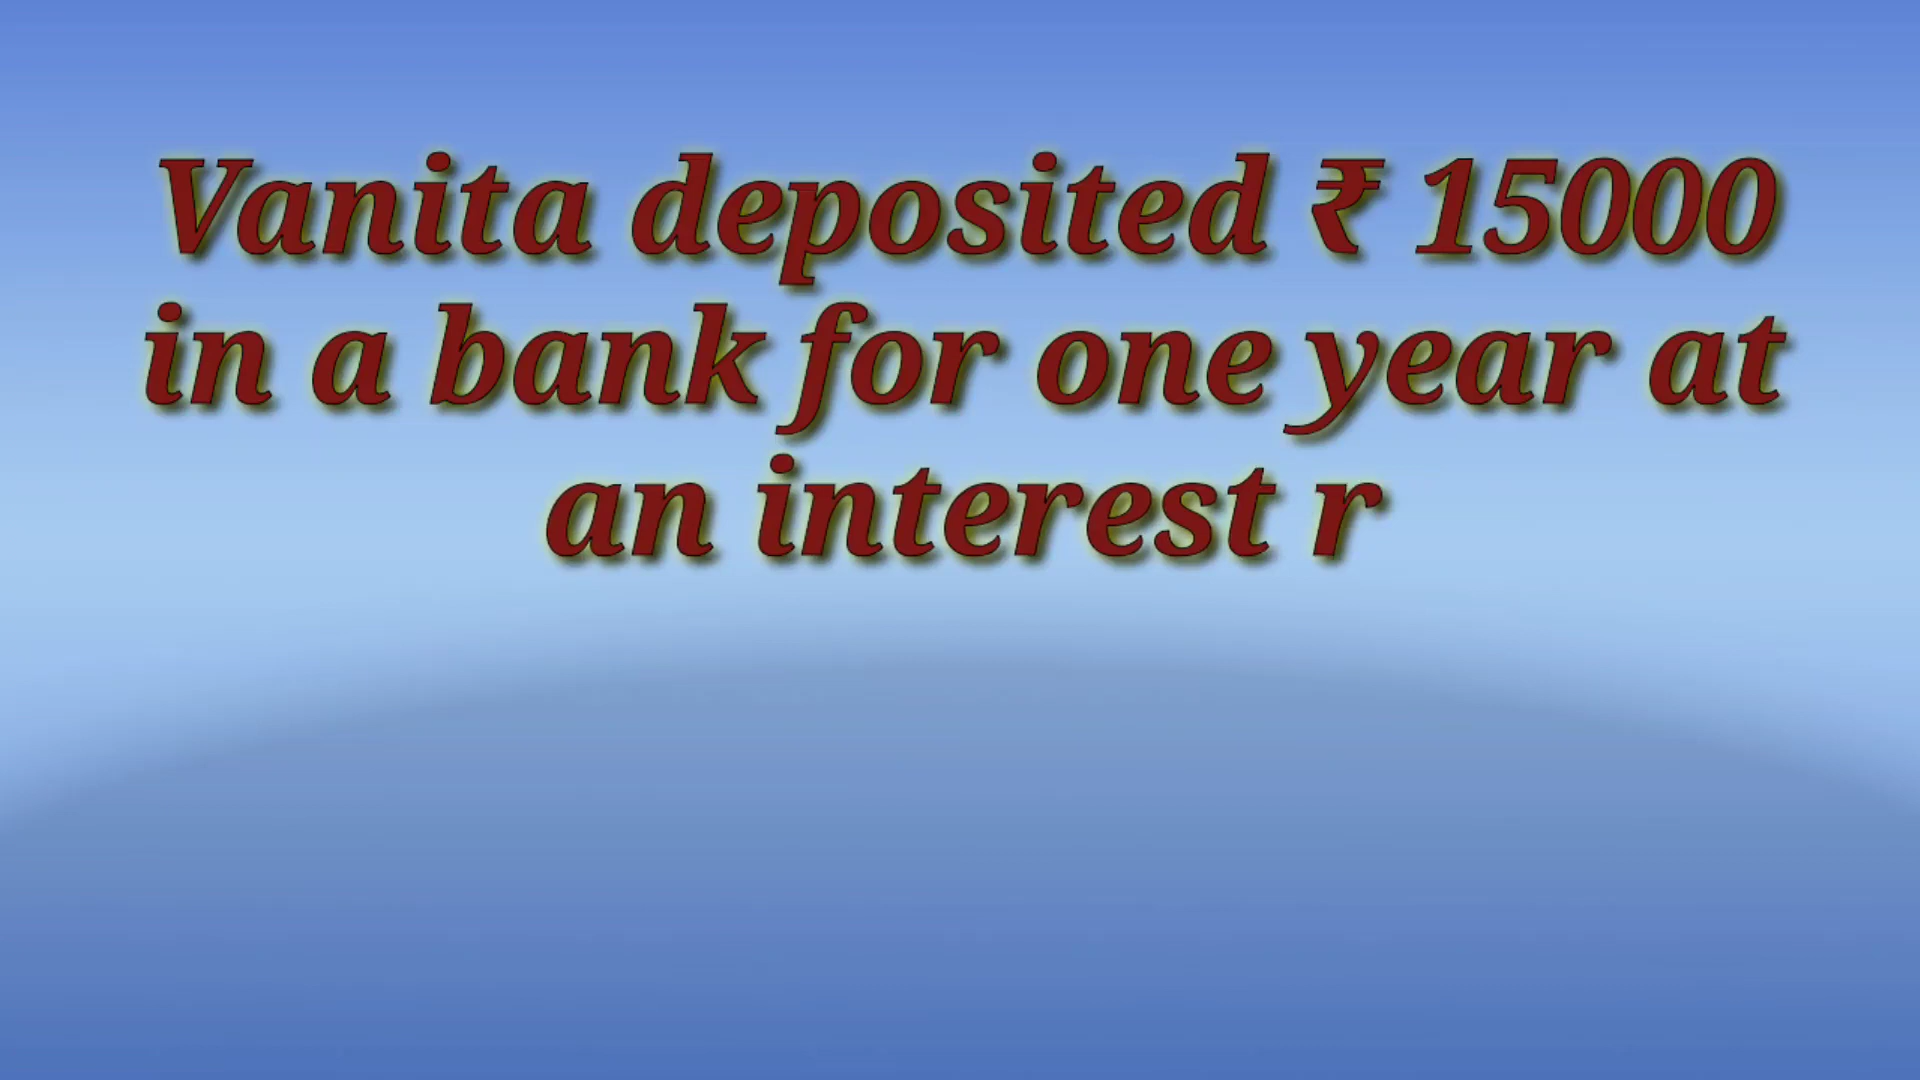 Vanita deposited ₹ 15000
in a bank for one year at
an interest r